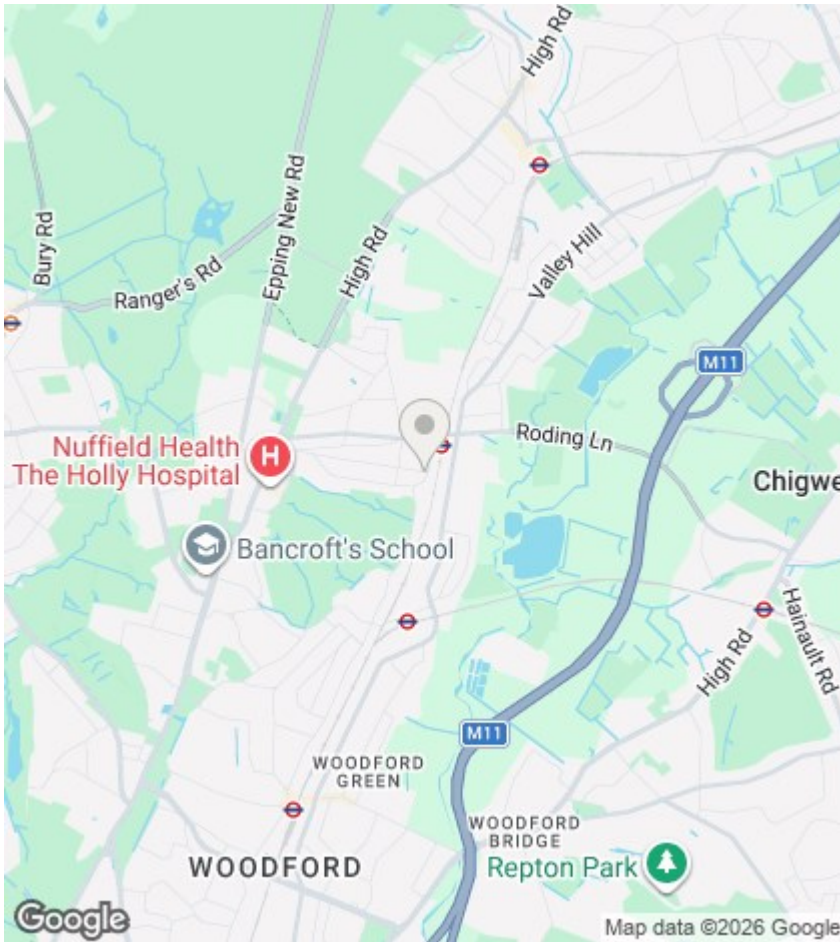 High Rd
Bury Rd
Epping New Rd
High Rd
Valley Hill
Ranger's Rd
M11
Nuffield Health
The Holly Hospital
H
Roding Ln
Chigwe
Bancroft's School
Hainault Rd
High Rd
M11
WOODFORD
GREEN
WOODFORD
BRIDGE
WOODFORD
Repton Park
Google
Map data ©2026 Google